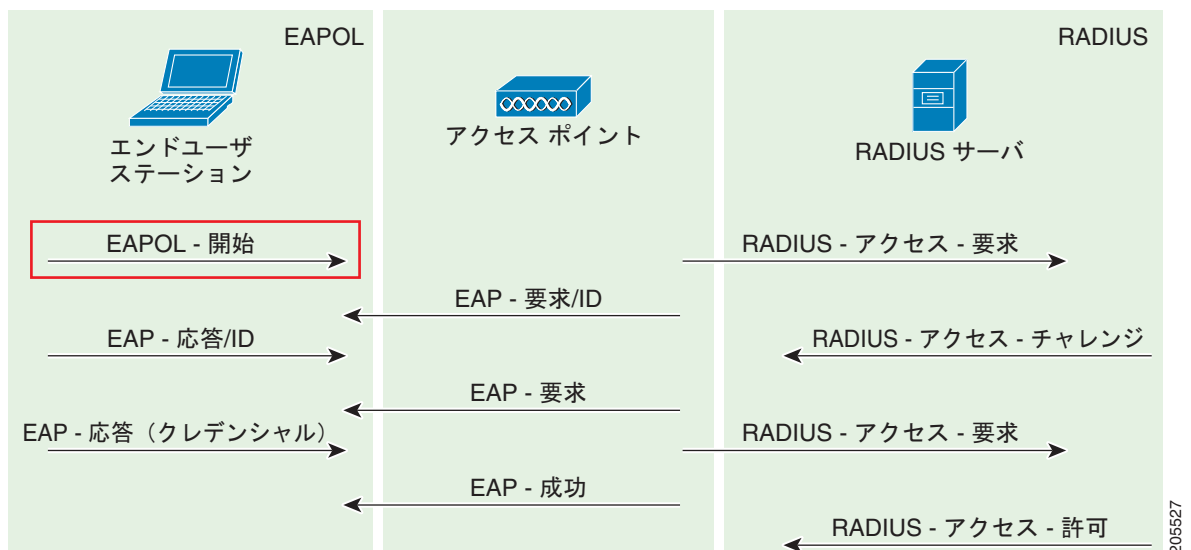 EAPOL
RADIUS
エンドユーザ
ステーション
アクセス ポイント
RADIUS サーバ
EAPOL - 開始
RADIUS - アクセス - 要求
EAP - 要求/ID
EAP - 応答/ID
RADIUS - アクセス - チャレンジ
EAP - 要求
EAP - 応答（クレデンシャル）
RADIUS - アクセス - 要求
EAP - 成功
RADIUS - アクセス - 許可
205527